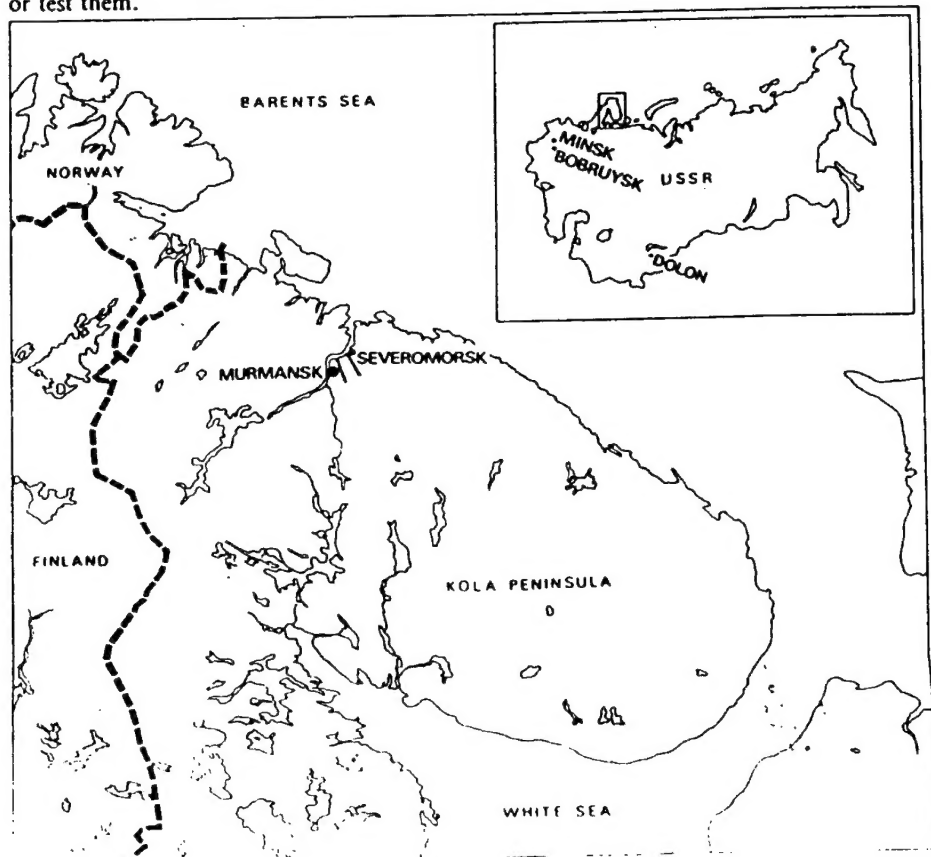 or test them.
BARENTS SEA
NORWAY
MINSK
BOBRUYSK
USSR
DOLON
SEVEROMORSK
MURMANSK
FINLAND
KOLA PENINSULA
WHITE SEA